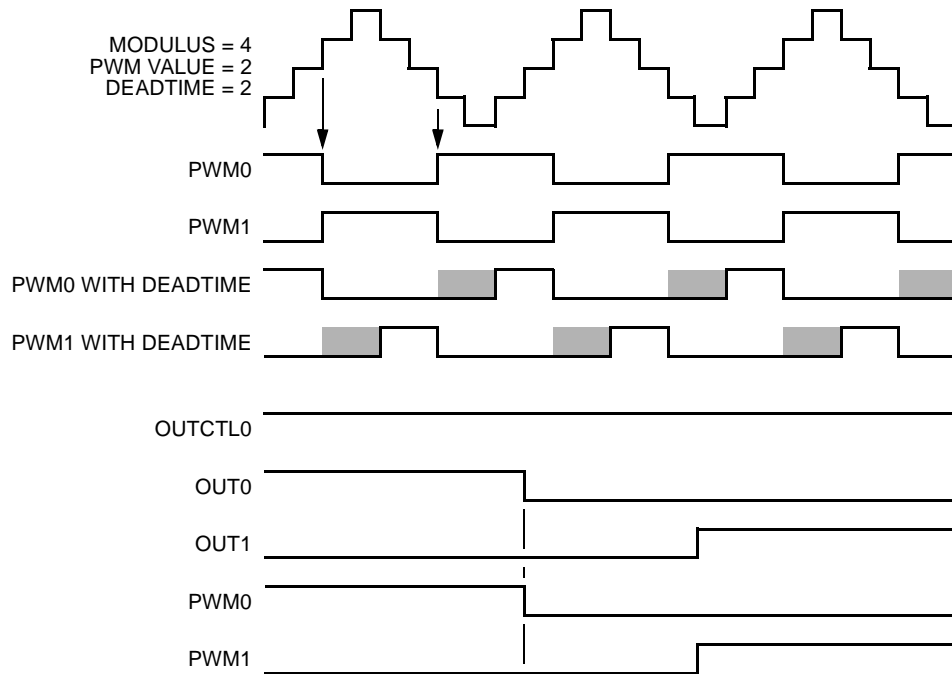 MODULUS = 4
PWM VALUE = 2
DEADTIME = 2
PWM0
PWM1
PWM0 WITH DEADTIME
PWM1 WITH DEADTIME
OUTCTL0
OUT0
OUT1
PWM0
PWM1